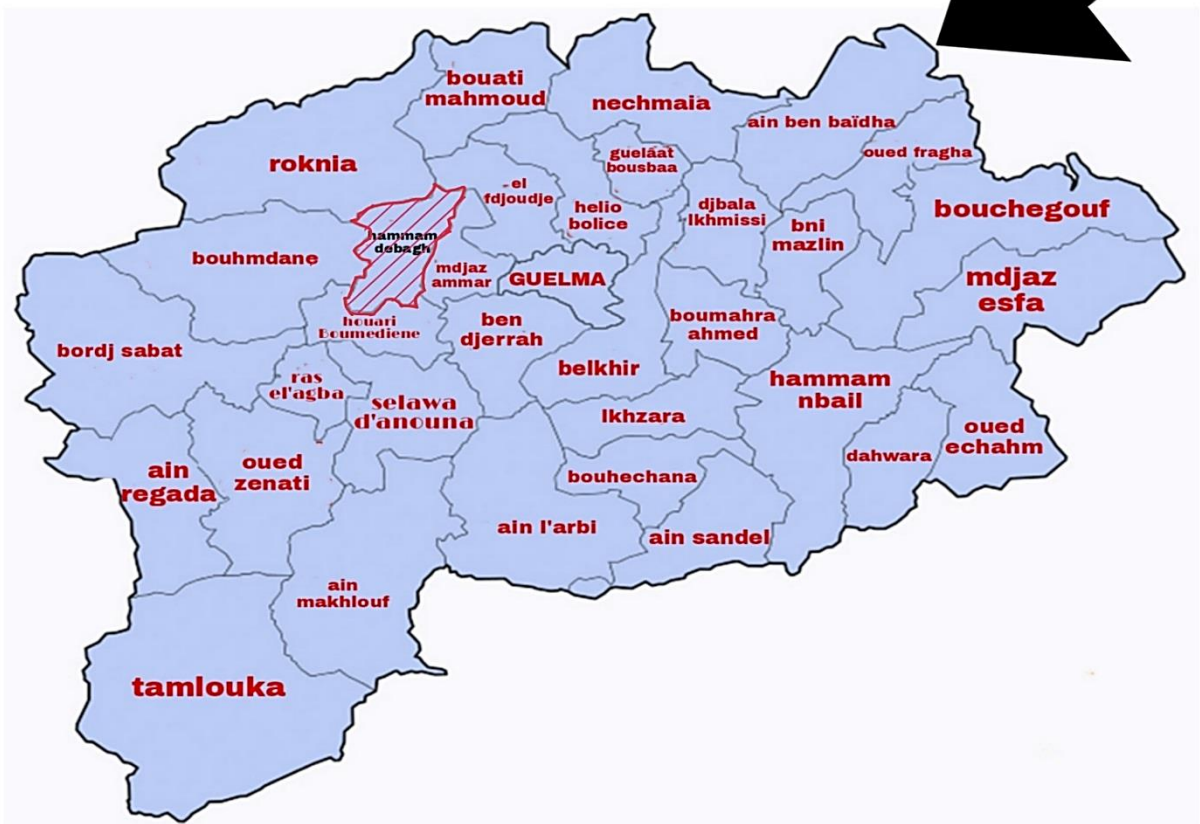 bouati
mahmoud
nechmaia
ain ben baïdha
oued fragha
roknia
guelâat
bousbaa
el
fdjoudje
helio
bolice
djbala
lkhmissi
bouchegouf
bni
mazlin
hammam
debagh
bouhmdane
mdjaz
ammar
GUELMA
mdjaz
esfa
houari
Boumediene
ben
djerrah
boumahra
ahmed
bordj sabat
belkhir
ras
el'agba
selawa
d'anouna
hammam
nbail
lkhzara
oued
echahm
dahwara
ain
regada
oued
zenati
bouhechana
ain l'arbi
ain sandel
ain
makhlouf
tamlouka